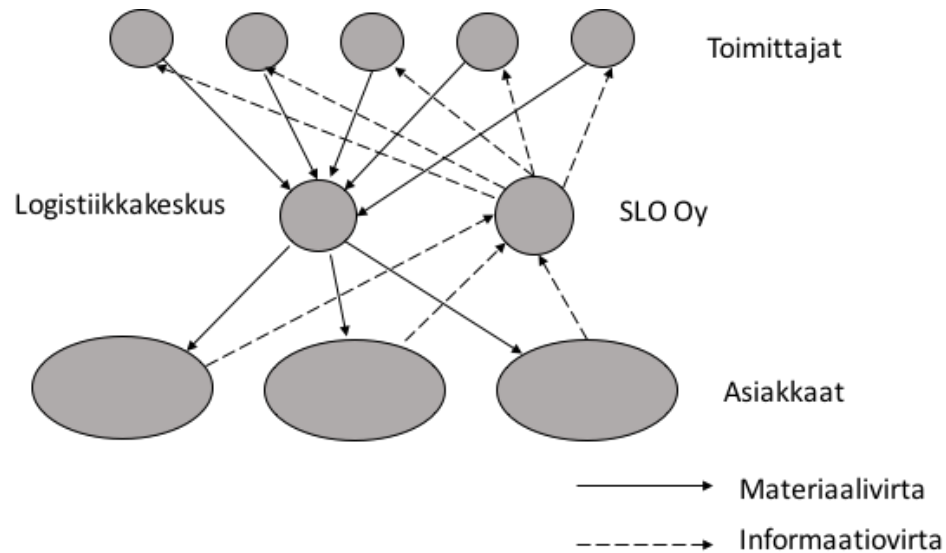 Toimittajat
Logistiikkakeskus
SLO Oy
Asiakkaat
Materiaalivirta
Informaatiovirta